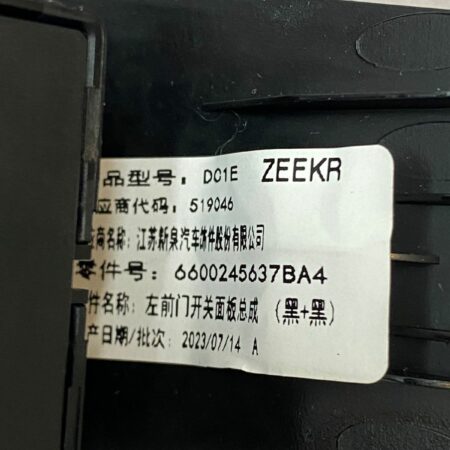 品型号: DC1E ZEEKR
应商代码: 519046
应商名称: 江苏新泉汽车饰件股份有限公司
零件号: 6600245637BA4
件名称: 左前门开关面板总成 (黑+黑)
产日期/批次: 2023/07/14 A